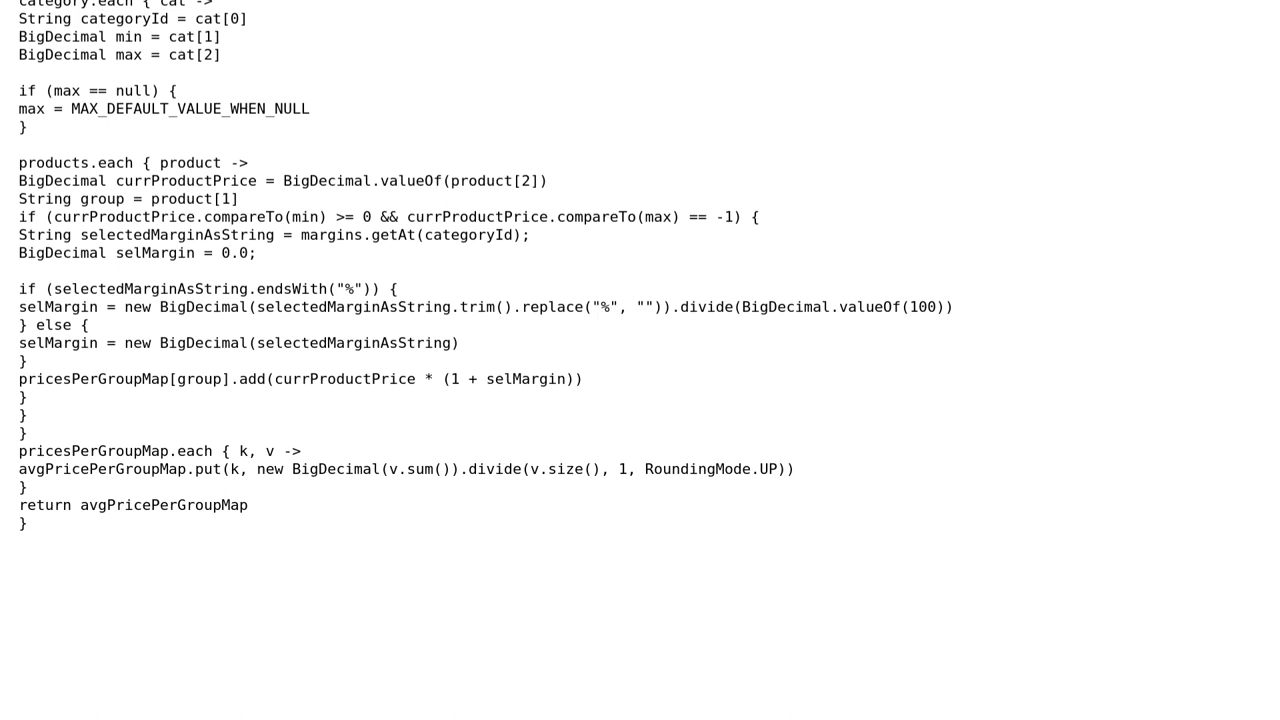 category.each { cat ->
String categoryId = cat[0]
BigDecimal min = cat[1]
BigDecimal max = cat[2]
if (max == null) {
max = MAX_DEFAULT_VALUE_WHEN_NULL
}
products.each { product ->
BigDecimal currProductPrice = BigDecimal.valueOf(product[2])
String group = product[1]
if (currProductPrice.compareTo(min) >= 0 && currProductPrice.compareTo(max) == -1) {
String selectedMarginAsString = margins.getAt(categoryId);
BigDecimal selMargin = 0.0;
if (selectedMarginAsString.endsWith("%")) {
selMargin = new BigDecimal(selectedMarginAsString.trim().replace("%", "")).divide(BigDecimal.valueOf(100))
} else {
selMargin = new BigDecimal(selectedMarginAsString)
}
pricesPerGroupMap[group].add(currProductPrice * (1 + selMargin))
}
}
}
pricesPerGroupMap.each { k, v ->
avgPricePerGroupMap.put(k, new BigDecimal(v.sum()).divide(v.size(), 1, RoundingMode.UP))
}
return avgPricePerGroupMap
}